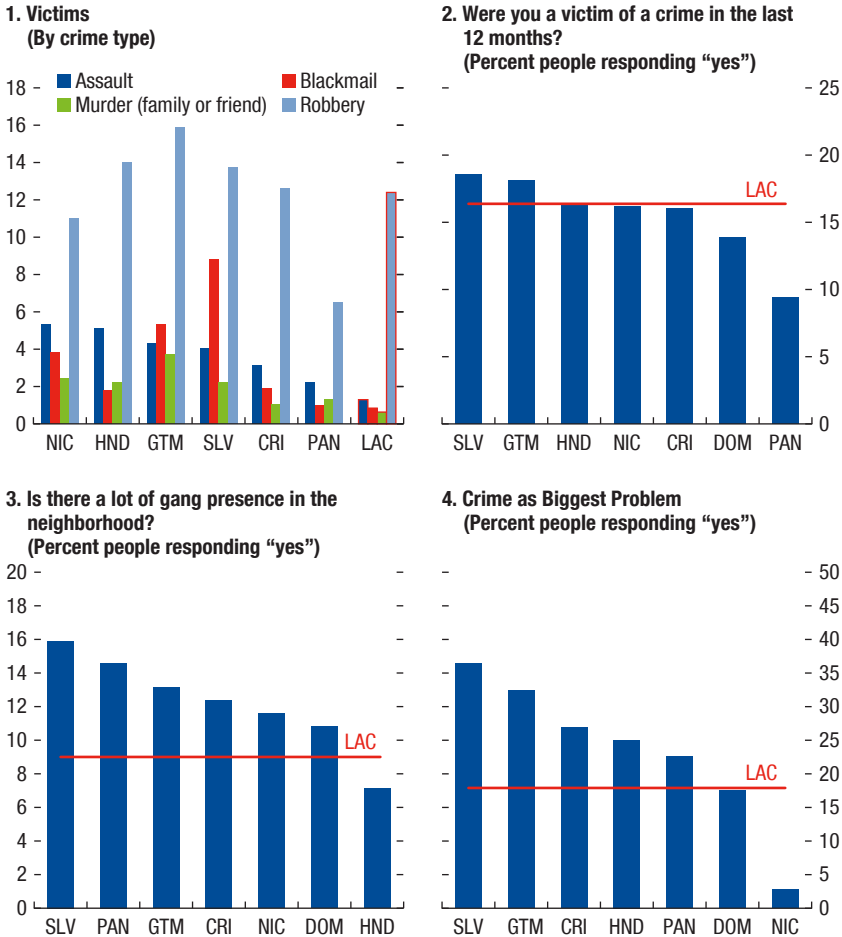 1. Victims
(By crime type)
18
16
14
12
10
8
6
4
2
0
Assault
Blackmail
Murder (family or friend)
Robbery
NIC HND GTM SLV CRI PAN LAC
2. Were you a victim of a crime in the last
12 months?
(Percent people responding “yes”)
25
20
15
10
5
0
LAC
SLV GTM HND NIC CRI DOM PAN
3. Is there a lot of gang presence in the
neighborhood?
(Percent people responding “yes”)
20
18
16
14
12
10
8
6
4
2
0
LAC
SLV PAN GTM CRI NIC DOM HND
4. Crime as Biggest Problem
(Percent people responding “yes”)
50
45
40
35
30
25
20
15
10
5
0
LAC
SLV GTM CRI HND PAN DOM NIC